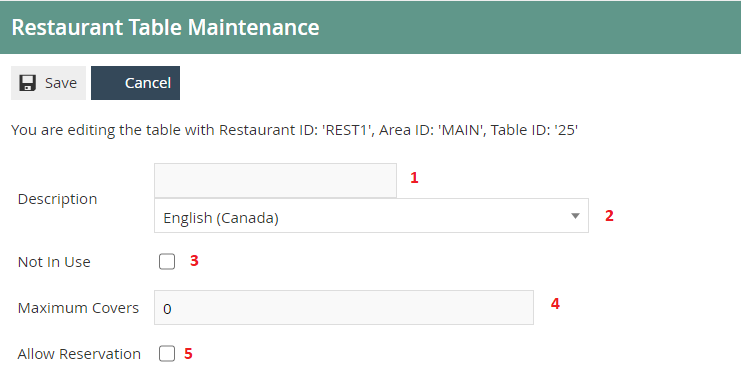 Restaurant Table Maintenance
Save Cancel
You are editing the table with Restaurant ID: 'REST1', Area ID: 'MAIN', Table ID: '25'
1
Description
English (Canada) 2
Not In Use 3
Maximum Covers 0 4
Allow Reservation 5